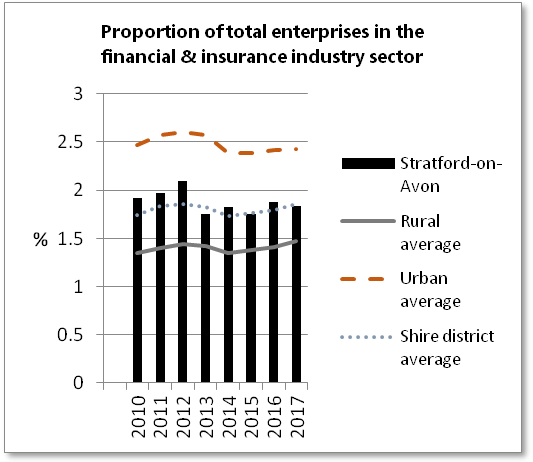 Proportion of total enterprises in the
financial & insurance industry sector
3
2.5
2
1.5
1
0.5
0
%
2010
2011
2012
2013
2014
2015
2016
2017
Stratford-on-
Avon
Rural
average
Urban
average
Shire district
average